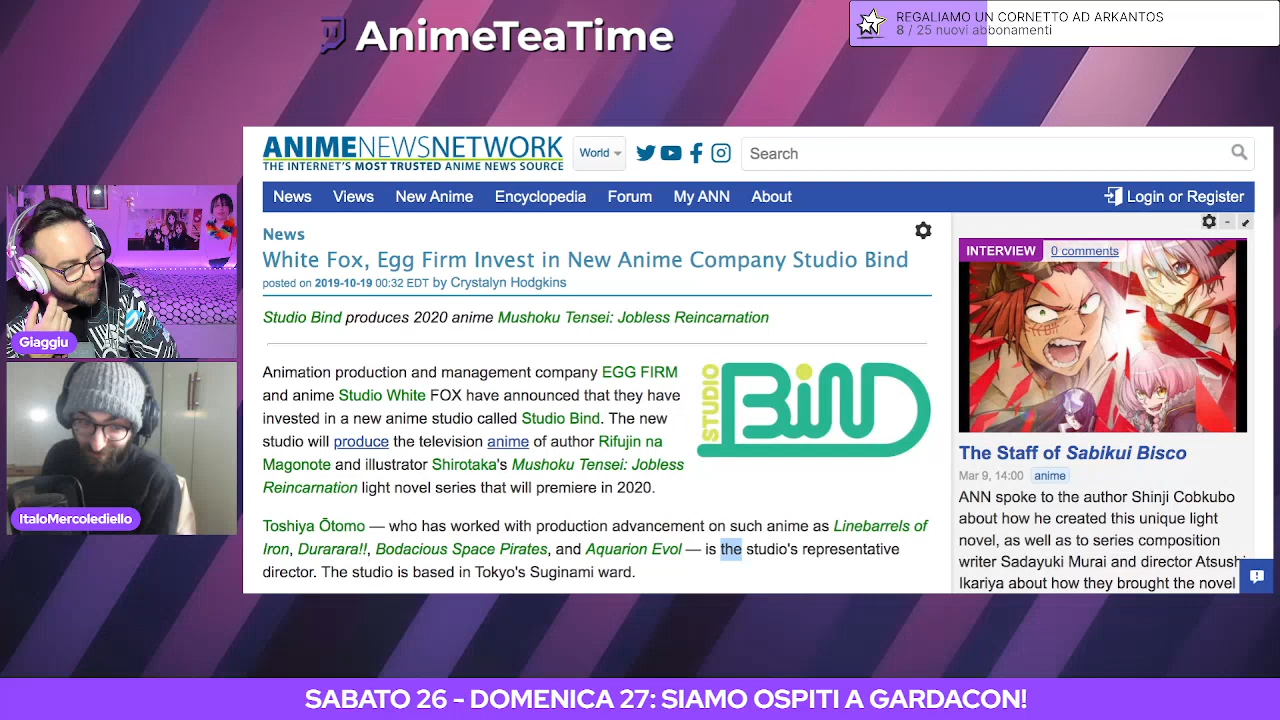 AnimeTeaTime
REGALIAMO UN CORNETTO AD ARKANTOS
8 / 25 nuovi abbonamenti
ANIMENEWSNETWORK
THE INTERNET'S MOST TRUSTED ANIME NEWS SOURCE
World
Search
News Views New Anime Encyclopedia Forum My ANN About
Login or Register
News
White Fox, Egg Firm Invest in New Anime Company Studio Bind
posted on 2019-10-19 00:32 EDT by Crystalyn Hodgkins
Studio Bind produces 2020 anime Mushoku Tensei: Jobless Reincarnation
Animation production and management company EGG FIRM
and anime Studio White FOX have announced that they have
invested in a new anime studio called Studio Bind. The new
studio will produce the television anime of author Rifujin na
Magonote and illustrator Shirotaka's Mushoku Tensei: Jobless
Reincarnation light novel series that will premiere in 2020.
STUDIO BinD
Toshiya Ōtomo — who has worked with production advancement on such anime as Linebarrels of
Iron, Durarara!!, Bodacious Space Pirates, and Aquarion Evol — is the studio's representative
director. The studio is based in Tokyo's Suginami ward.
INTERVIEW 0 comments
The Staff of Sabikui Bisco
Mar 9, 14:00 anime
ANN spoke to the author Shinji Cobkubo
about how he created this unique light
novel, as well as to series composition
writer Sadayuki Murai and director Atsush
Ikariya about how they brought the novel
Giaggiu
ItaloMercolediello
SABATO 26 - DOMENICA 27: SIAMO OSPITI A GARDACON!